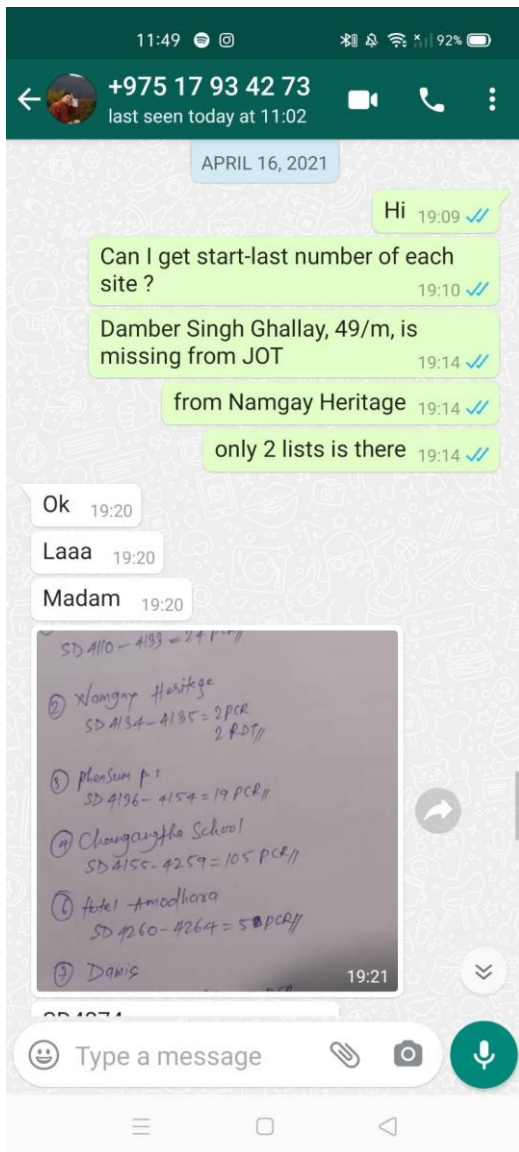 11:49
92%
+975 17 93 42 73
last seen today at 11:02
APRIL 16, 2021
Hi 19:09
Can I get start-last number of each
site ? 19:10
Damber Singh Ghallay, 49/m, is
missing from JOT 19:14
from Namgay Heritage 19:14
only 2 lists is there 19:14
Ok 19:20
Laaa 19:20
Madam 19:20
SD 4110 - 4133 = 24
② Namgay Heritge
SD 4134 - 4135 = 2 PCR
2 RDT//
③ phensum p s
SD 4136 - 4154 = 19 PCR//
④ Changangkha School
SD 4155 - 4259 = 105 PCR//
⑥ Hotel Amodhara
SD 4260 - 4264 = 5 PCR//
⑦
19:21
Type a message